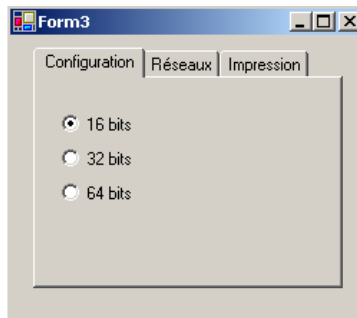 Form3
Configuration Réseaux Impression
16 bits
32 bits
64 bits